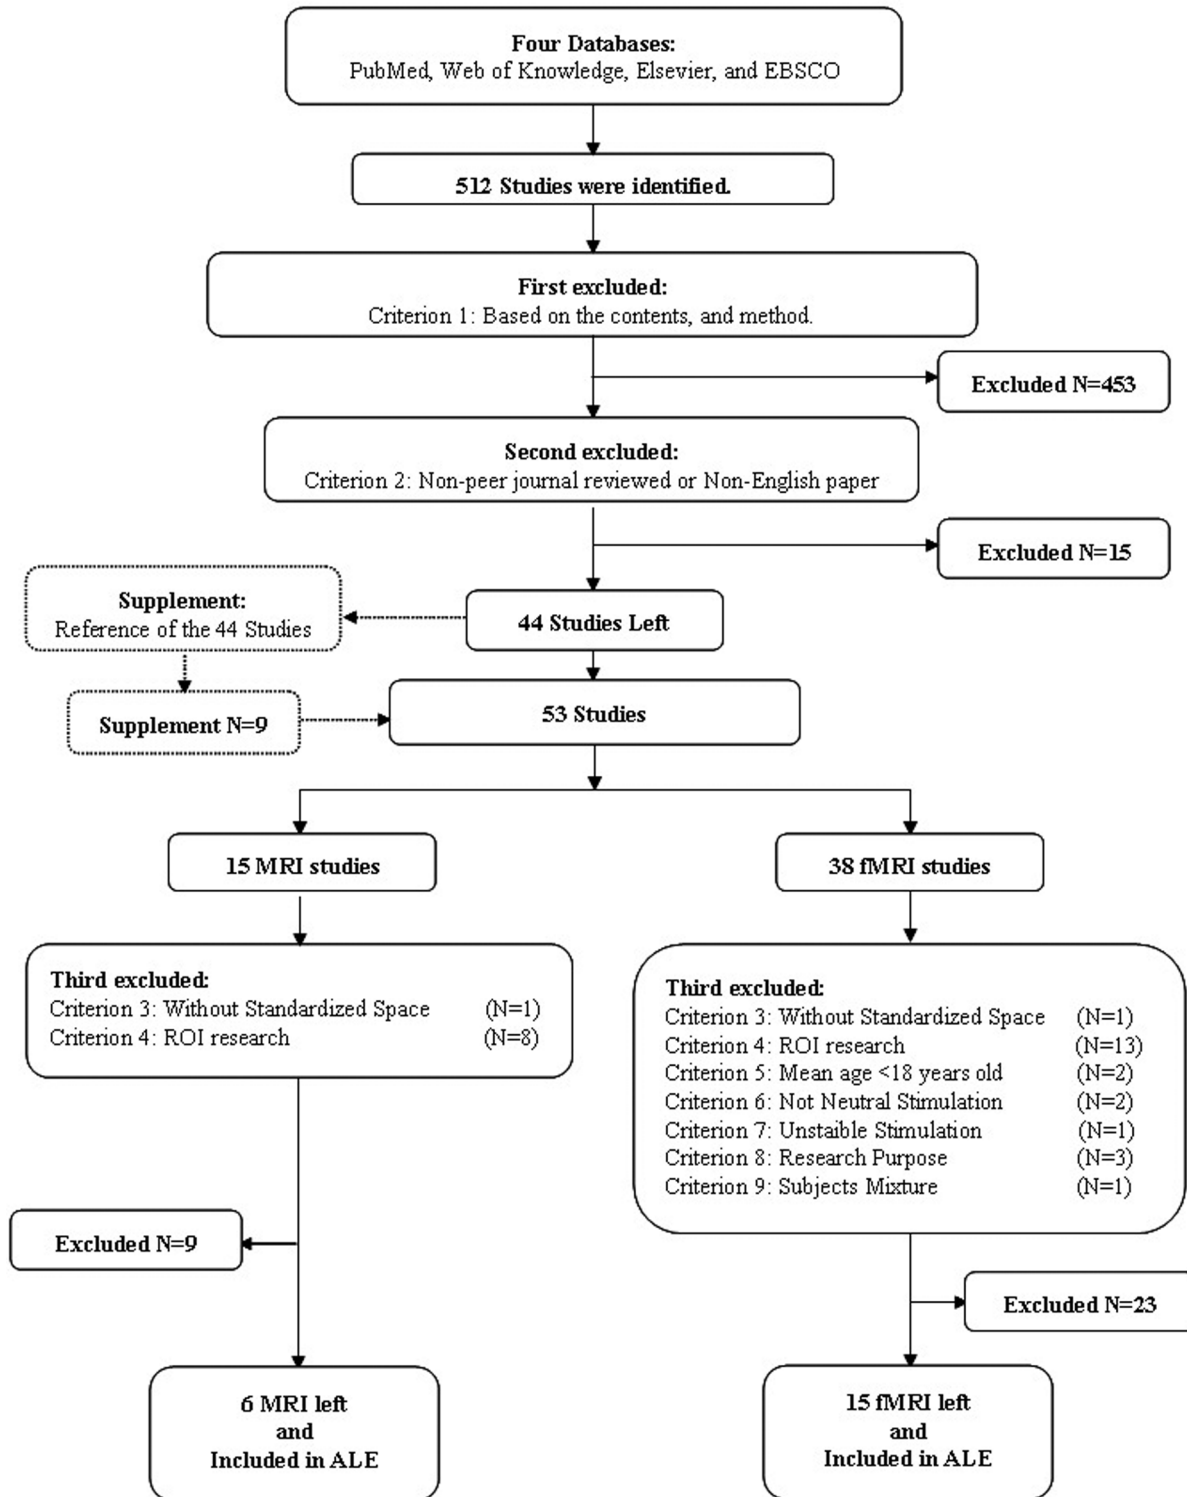 Four Databases:
PubMed, Web of Knowledge, Elsevier, and EBSCO
512 Studies were identified.
First excluded:
Criterion 1: Based on the contents, and method.
Excluded N=453
Second excluded:
Criterion 2: Non-peer journal reviewed or Non-English paper
Excluded N=15
Supplement:
Reference of the 44 Studies
44 Studies Left
Supplement N=9
53 Studies
15 MRI studies
38 fMRI studies
Third excluded:
Criterion 3: Without Standardized Space (N=1)
Criterion 4: ROI research (N=8)
Third excluded:
Criterion 3: Without Standardized Space (N=1)
Criterion 4: ROI research (N=13)
Criterion 5: Mean age <18 years old (N=2)
Criterion 6: Not Neutral Stimulation (N=2)
Criterion 7: Unstaible Stimulation (N=1)
Criterion 8: Research Purpose (N=3)
Criterion 9: Subjects Mixture (N=1)
Excluded N=9
Excluded N=23
6 MRI left
and
Included in ALE
15 fMRI left
and
Included in ALE